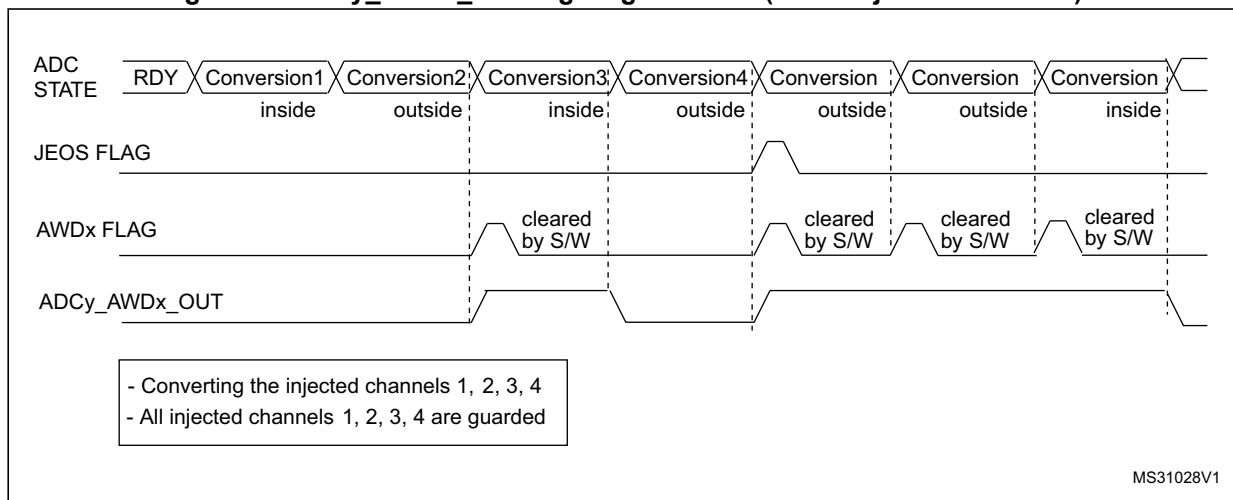 ADC
STATE
RDY Conversion1 Conversion2 Conversion3 Conversion4 Conversion Conversion Conversion
inside outside inside outside outside outside inside
JEOS FLAG
AWDx FLAG
cleared by S/W
cleared by S/W
cleared by S/W
cleared by S/W
ADCy_AWDx_OUT
- Converting the injected channels 1, 2, 3, 4
- All injected channels 1, 2, 3, 4 are guarded
MS31028V1